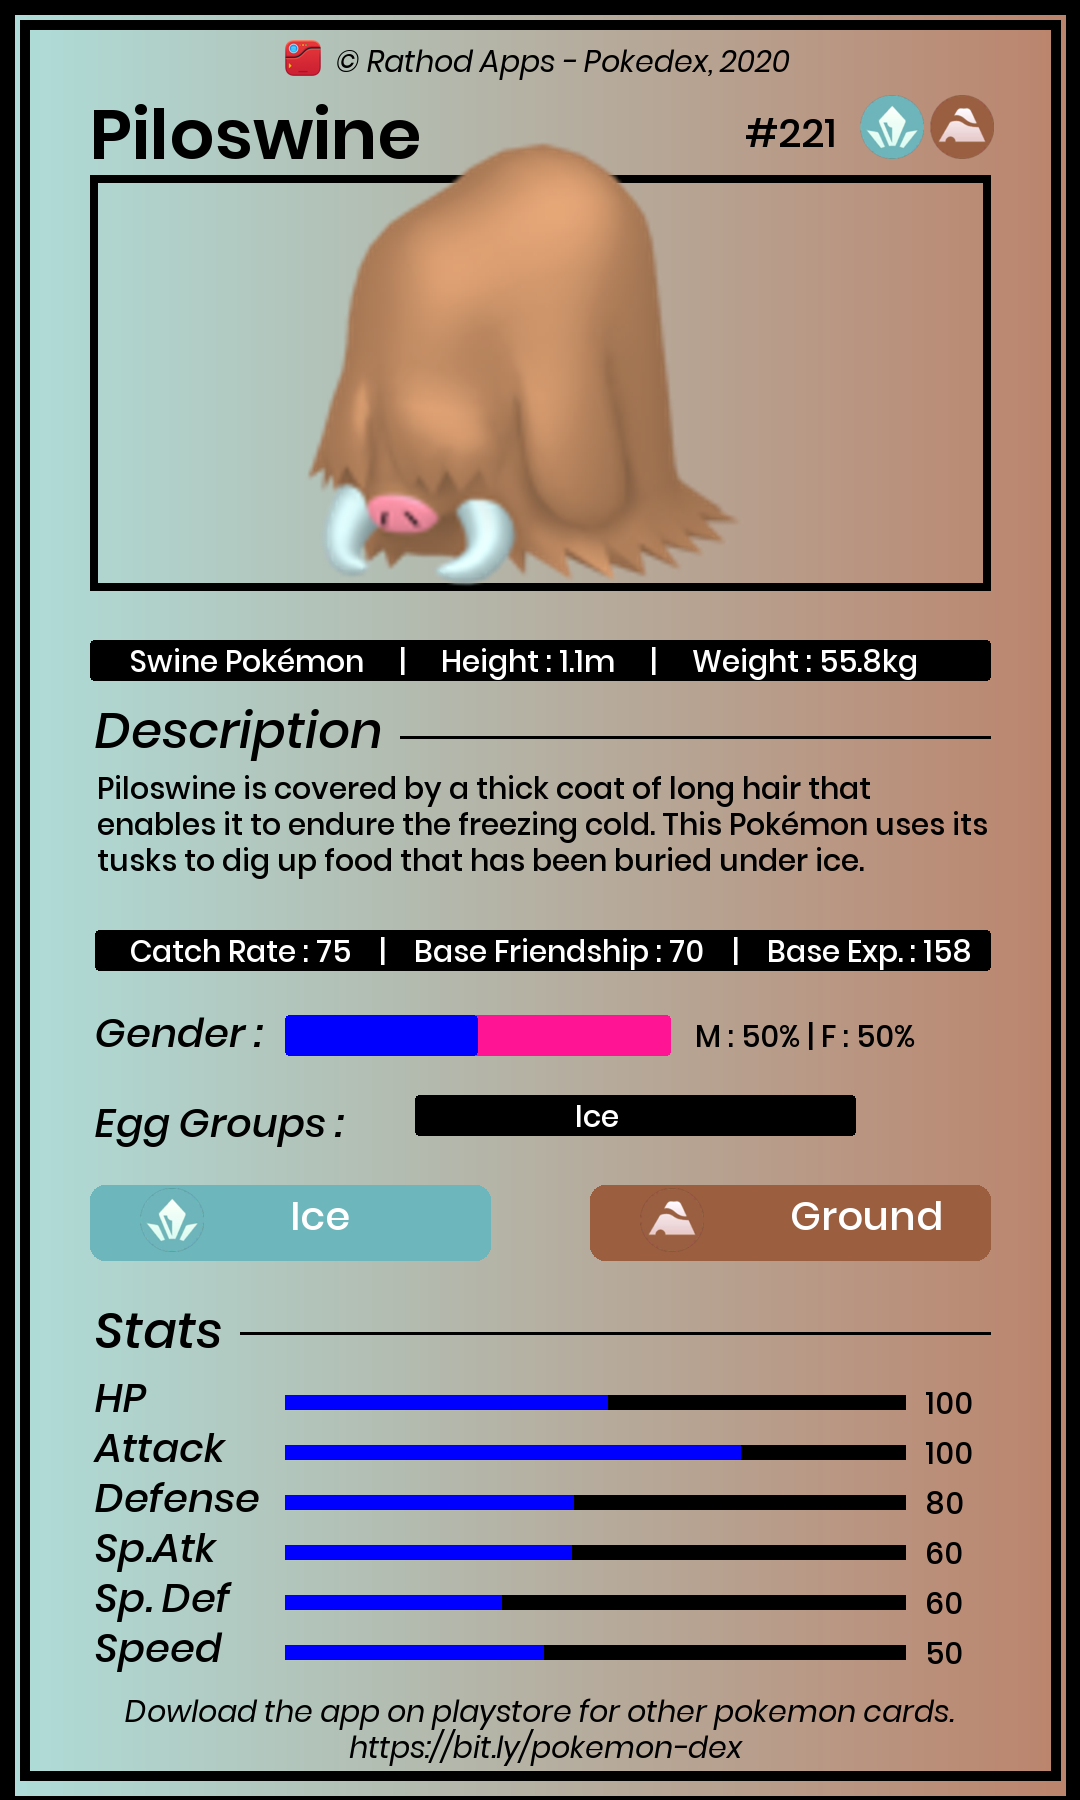 © Rathod Apps - Pokedex, 2020
Piloswine #221
Swine Pokémon | Height : 1.1m | Weight : 55.8kg
Description
Piloswine is covered by a thick coat of long hair that
enables it to endure the freezing cold. This Pokémon uses its
tusks to dig up food that has been buried under ice.
Catch Rate : 75 | Base Friendship : 70 | Base Exp. : 158
Gender : M : 50% | F : 50%
Egg Groups : Ice
Ice Ground
Stats
HP 100
Attack 100
Defense 80
Sp.Atk 60
Sp. Def 60
Speed 50
Dowload the app on playstore for other pokemon cards.
https://bit.ly/pokemon-dex